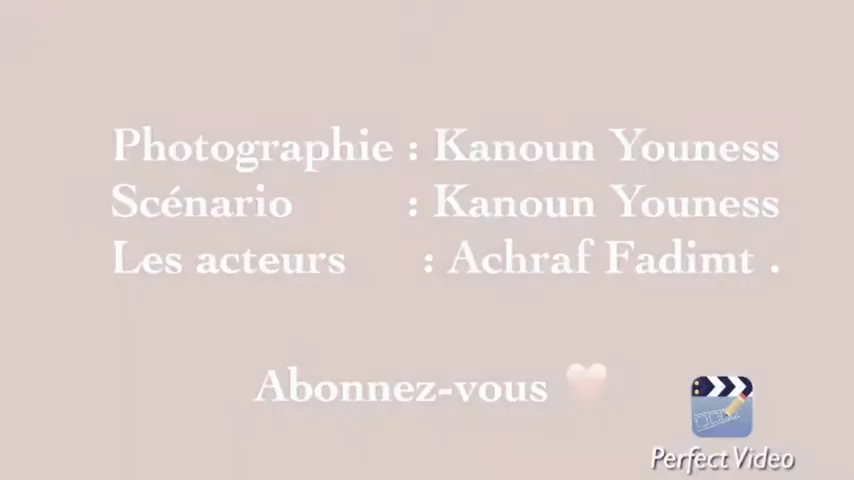 Photographie : Kanoun Youness
Scénario : Kanoun Youness
Les acteurs : Achraf Fadimt .
Abonnez-vous 🤍
Perfect Video